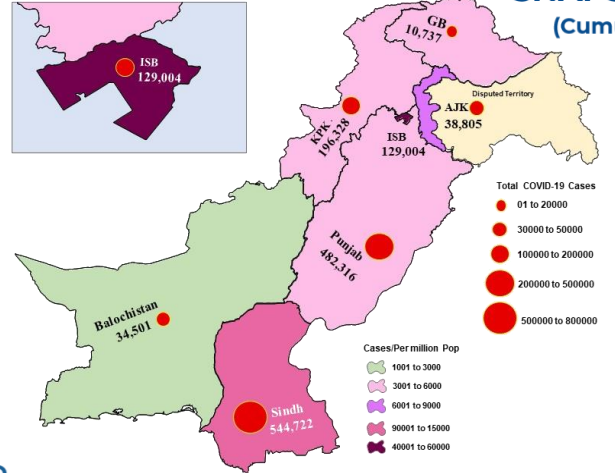 (Cum
ISB
129,004
GB
10,737
Disputed Territory
AJK
38,805
KPK
196,328
ISB
129,004
Punjab
482,316
Balochistan
34,501
Sindh
544,722
Total COVID-19 Cases
01 to 20000
30000 to 50000
100000 to 200000
200000 to 500000
500000 to 800000
Cases/Per million Pop
1001 to 3000
3001 to 6000
6001 to 9000
90001 to 15000
40001 to 60000